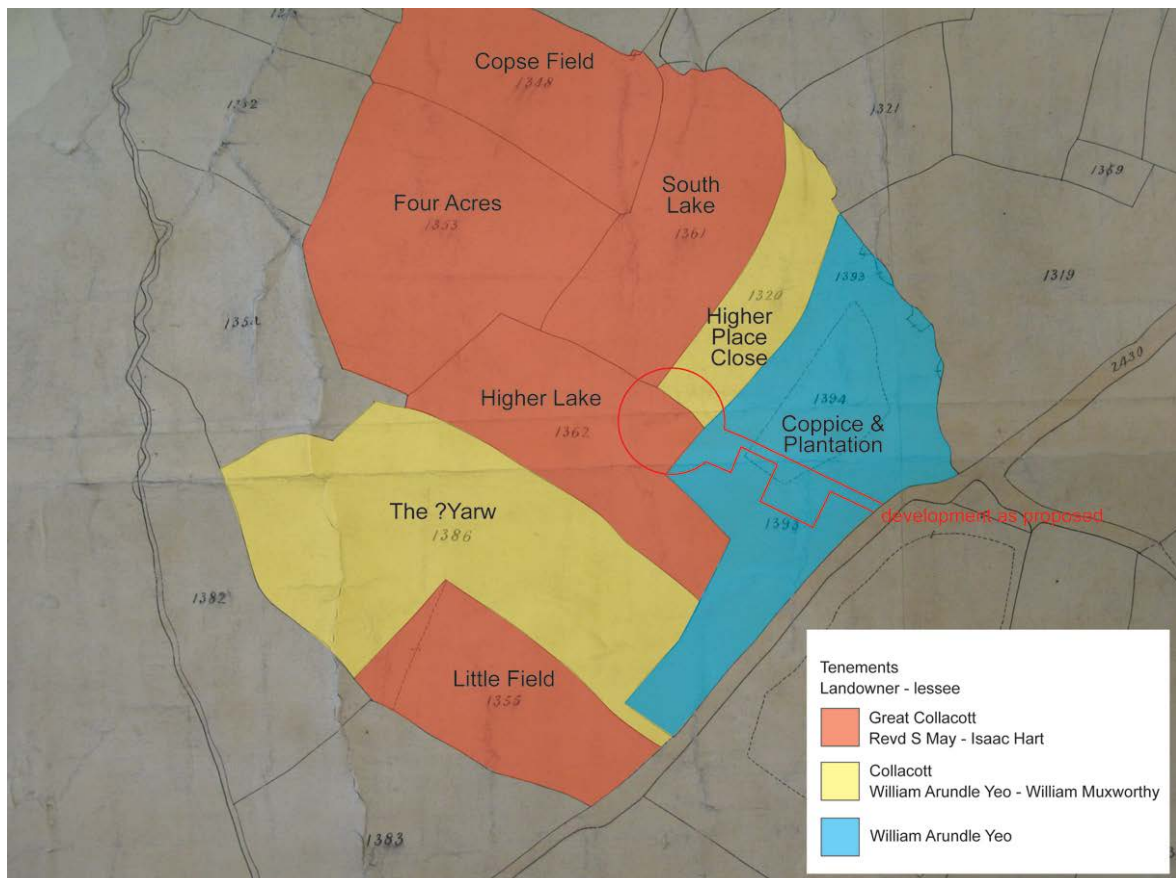 Copse Field
1348
1321
1359
Four Acres
1353
South
Lake
1361
1319
1320
Higher
Place
Close
1393
2430
1394
Coppice &
Plantation
Higher Lake
1362
The ?Yarw
1386
1393
development as proposed
1382
Little Field
1355
1383
Tenements
Landowner - lessee
Great Collacott
Revd S May - Isaac Hart
Collacott
William Arundle Yeo - William Muxworthy
William Arundle Yeo